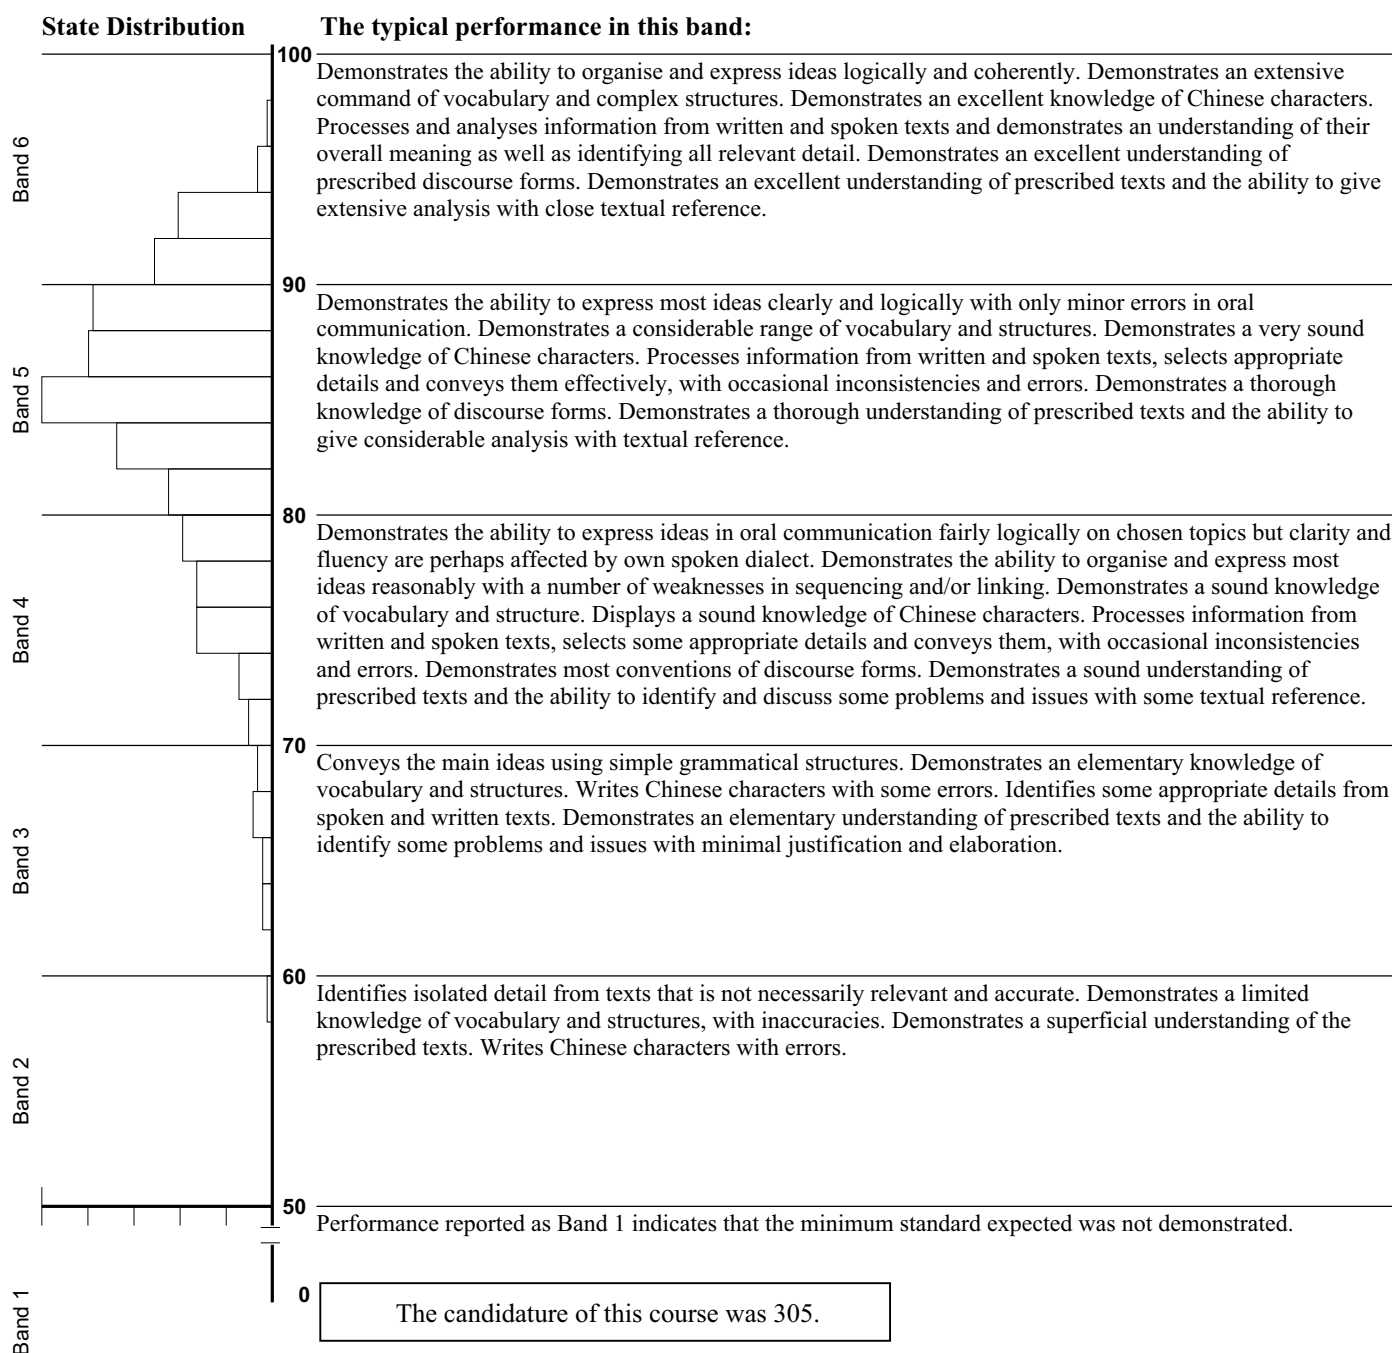 State Distribution
The typical performance in this band:
100
Band 6
Demonstrates the ability to organise and express ideas logically and coherently. Demonstrates an extensive
command of vocabulary and complex structures. Demonstrates an excellent knowledge of Chinese characters.
Processes and analyses information from written and spoken texts and demonstrates an understanding of their
overall meaning as well as identifying all relevant detail. Demonstrates an excellent understanding of
prescribed discourse forms. Demonstrates an excellent understanding of prescribed texts and the ability to give
extensive analysis with close textual reference.
90
Band 5
Demonstrates the ability to express most ideas clearly and logically with only minor errors in oral
communication. Demonstrates a considerable range of vocabulary and structures. Demonstrates a very sound
knowledge of Chinese characters. Processes information from written and spoken texts, selects appropriate
details and conveys them effectively, with occasional inconsistencies and errors. Demonstrates a thorough
knowledge of discourse forms. Demonstrates a thorough understanding of prescribed texts and the ability to
give considerable analysis with textual reference.
80
Band 4
Demonstrates the ability to express ideas in oral communication fairly logically on chosen topics but clarity and
fluency are perhaps affected by own spoken dialect. Demonstrates the ability to organise and express most
ideas reasonably with a number of weaknesses in sequencing and/or linking. Demonstrates a sound knowledge
of vocabulary and structure. Displays a sound knowledge of Chinese characters. Processes information from
written and spoken texts, selects some appropriate details and conveys them, with occasional inconsistencies
and errors. Demonstrates most conventions of discourse forms. Demonstrates a sound understanding of
prescribed texts and the ability to identify and discuss some problems and issues with some textual reference.
70
Band 3
Conveys the main ideas using simple grammatical structures. Demonstrates an elementary knowledge of
vocabulary and structures. Writes Chinese characters with some errors. Identifies some appropriate details from
spoken and written texts. Demonstrates an elementary understanding of prescribed texts and the ability to
identify some problems and issues with minimal justification and elaboration.
60
Band 2
Identifies isolated detail from texts that is not necessarily relevant and accurate. Demonstrates a limited
knowledge of vocabulary and structures, with inaccuracies. Demonstrates a superficial understanding of the
prescribed texts. Writes Chinese characters with errors.
50
Performance reported as Band 1 indicates that the minimum standard expected was not demonstrated.
0
Band 1
The candidature of this course was 305.